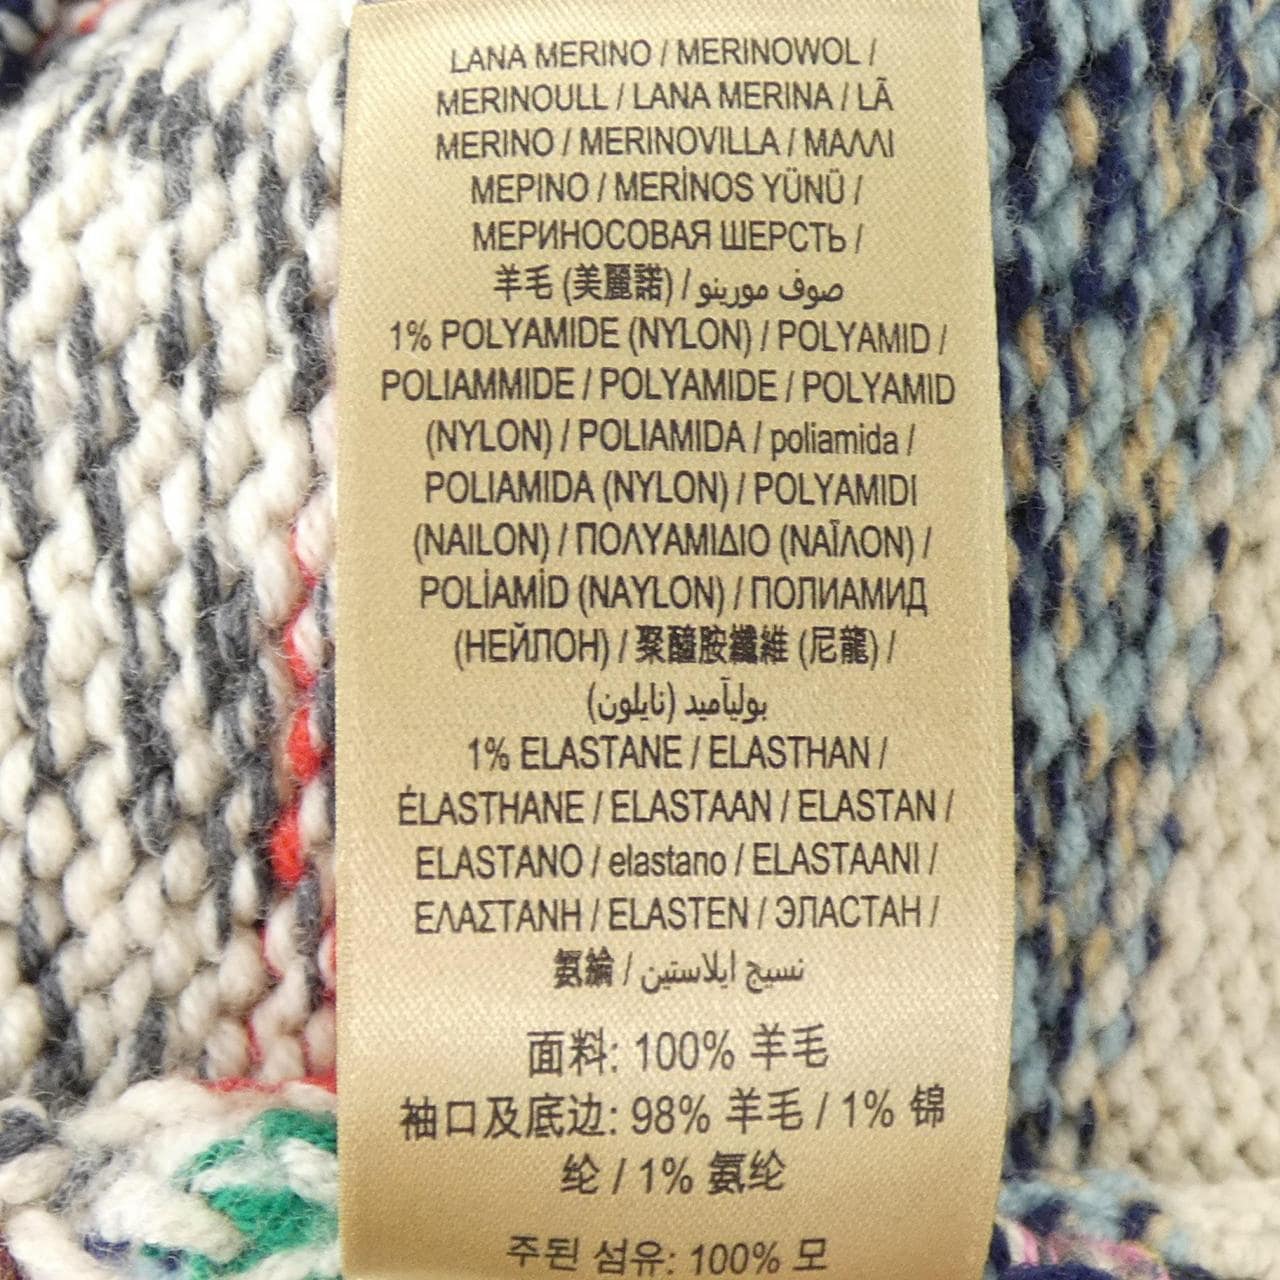 LANA MERINO / MERINOWOL /
MERINOULL / LANA MERINA / LÃ
MERINO / MERINOVILLA / ΜΑΛΛΙ
ΜΕΡΙΝΟ / MERİNOS YÜNÜ /
МЕРИНОСОВАЯ ШЕРСТЬ /
羊毛 (美麗諾) / صوف مورينو
1% POLYAMIDE (NYLON) / POLYAMID /
POLIAMMIDE / POLYAMIDE / POLYAMID
(NYLON) / POLIAMIDA / poliamida /
POLIAMIDA (NYLON) / POLYAMIDI
(NAILON) / ΠΟΛΥΑΜΙΔΙΟ (ΝΑΪΛΟΝ) /
POLİAMİD (NAYLON) / ПОЛИАМИД
(НЕЙЛОН) / 聚醯胺纖維 (尼龍) /
بوليآميد (نايلون)
1% ELASTANE / ELASTHAN /
ÉLASTHANE / ELASTAAN / ELASTAN /
ELASTANO / elastano / ELASTAANI /
ΕΛΑΣΤΑΝΗ / ELASTEN / ЭЛАСТАН /
氨綸 / نسيج ايلاستين
面料: 100% 羊毛
袖口及底边: 98% 羊毛 / 1% 锦
纶 / 1% 氨纶
주된 섬유: 100% 모